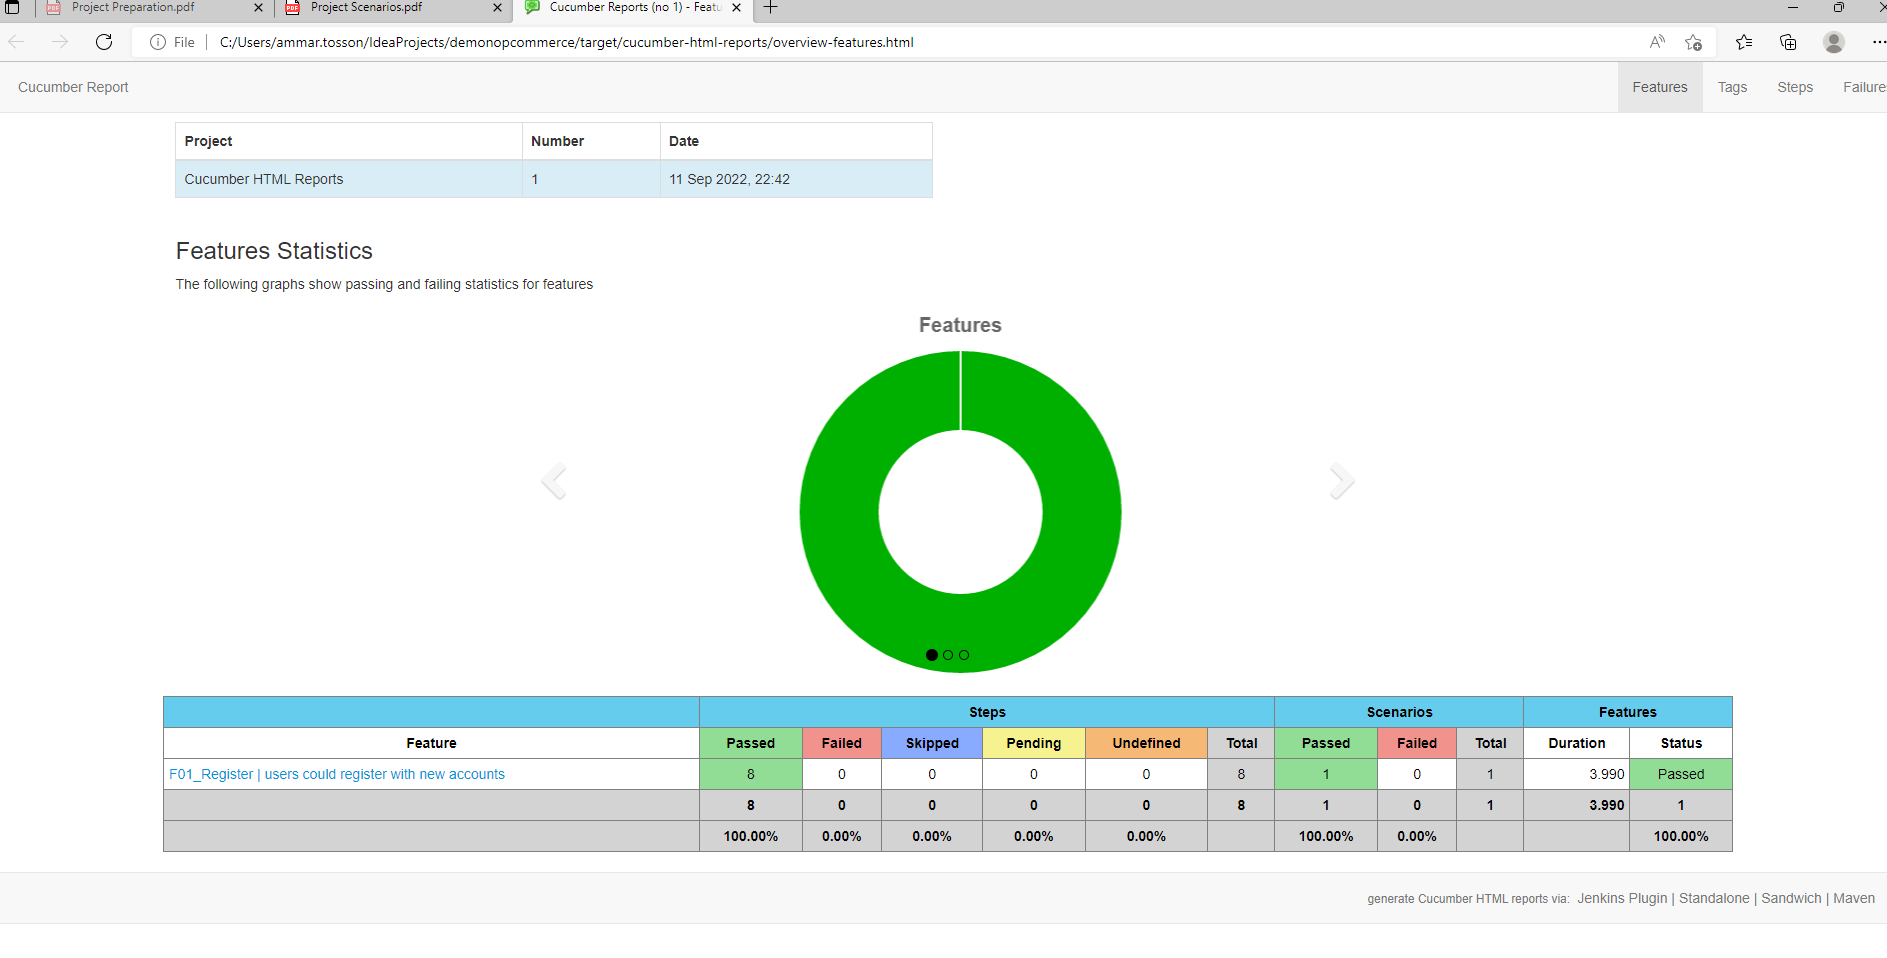 Project Preparation.pdf
Project Scenarios.pdf
Cucumber Reports (no 1) - Featu
File
C:/Users/ammar.tosson/IdeaProjects/demonopcommerce/target/cucumber-html-reports/overview-features.html
Cucumber Report
Features Tags Steps Failure
Project Number Date
Cucumber HTML Reports 1 11 Sep 2022, 22:42
Features Statistics
The following graphs show passing and failing statistics for features
Features
Steps Scenarios Features
Feature Passed Failed Skipped Pending Undefined Total Passed Failed Total Duration Status
F01_Register | users could register with new accounts 8 0 0 0 0 8 1 0 1 3.990 Passed
8 0 0 0 0 8 1 0 1 3.990 1
100.00% 0.00% 0.00% 0.00% 0.00% 100.00% 0.00% 100.00%
generate Cucumber HTML reports via: Jenkins Plugin | Standalone | Sandwich | Maven